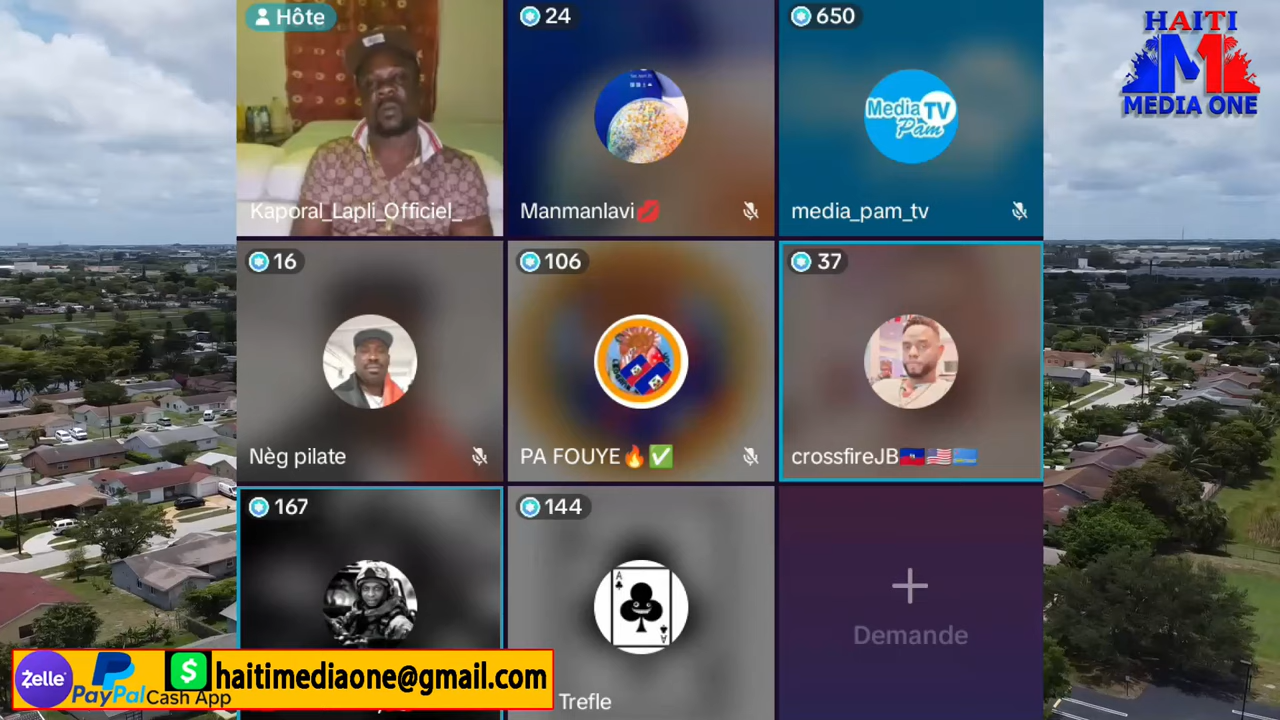 Hôte
24
650
HAITI
M
MEDIA ONE
Media TV
Pam
Kaporal_Lapli_Officiel_
Manmanlavi💋
media_pam_tv
16
106
37
Nèg pilate
PA FOUYE🔥✅
crossfireJB🇭🇹🇺🇸🇦🇼
167
144
A
A
Demande
Zelle
PayPal
$
Cash App
haitimediaone@gmail.com
Trefle